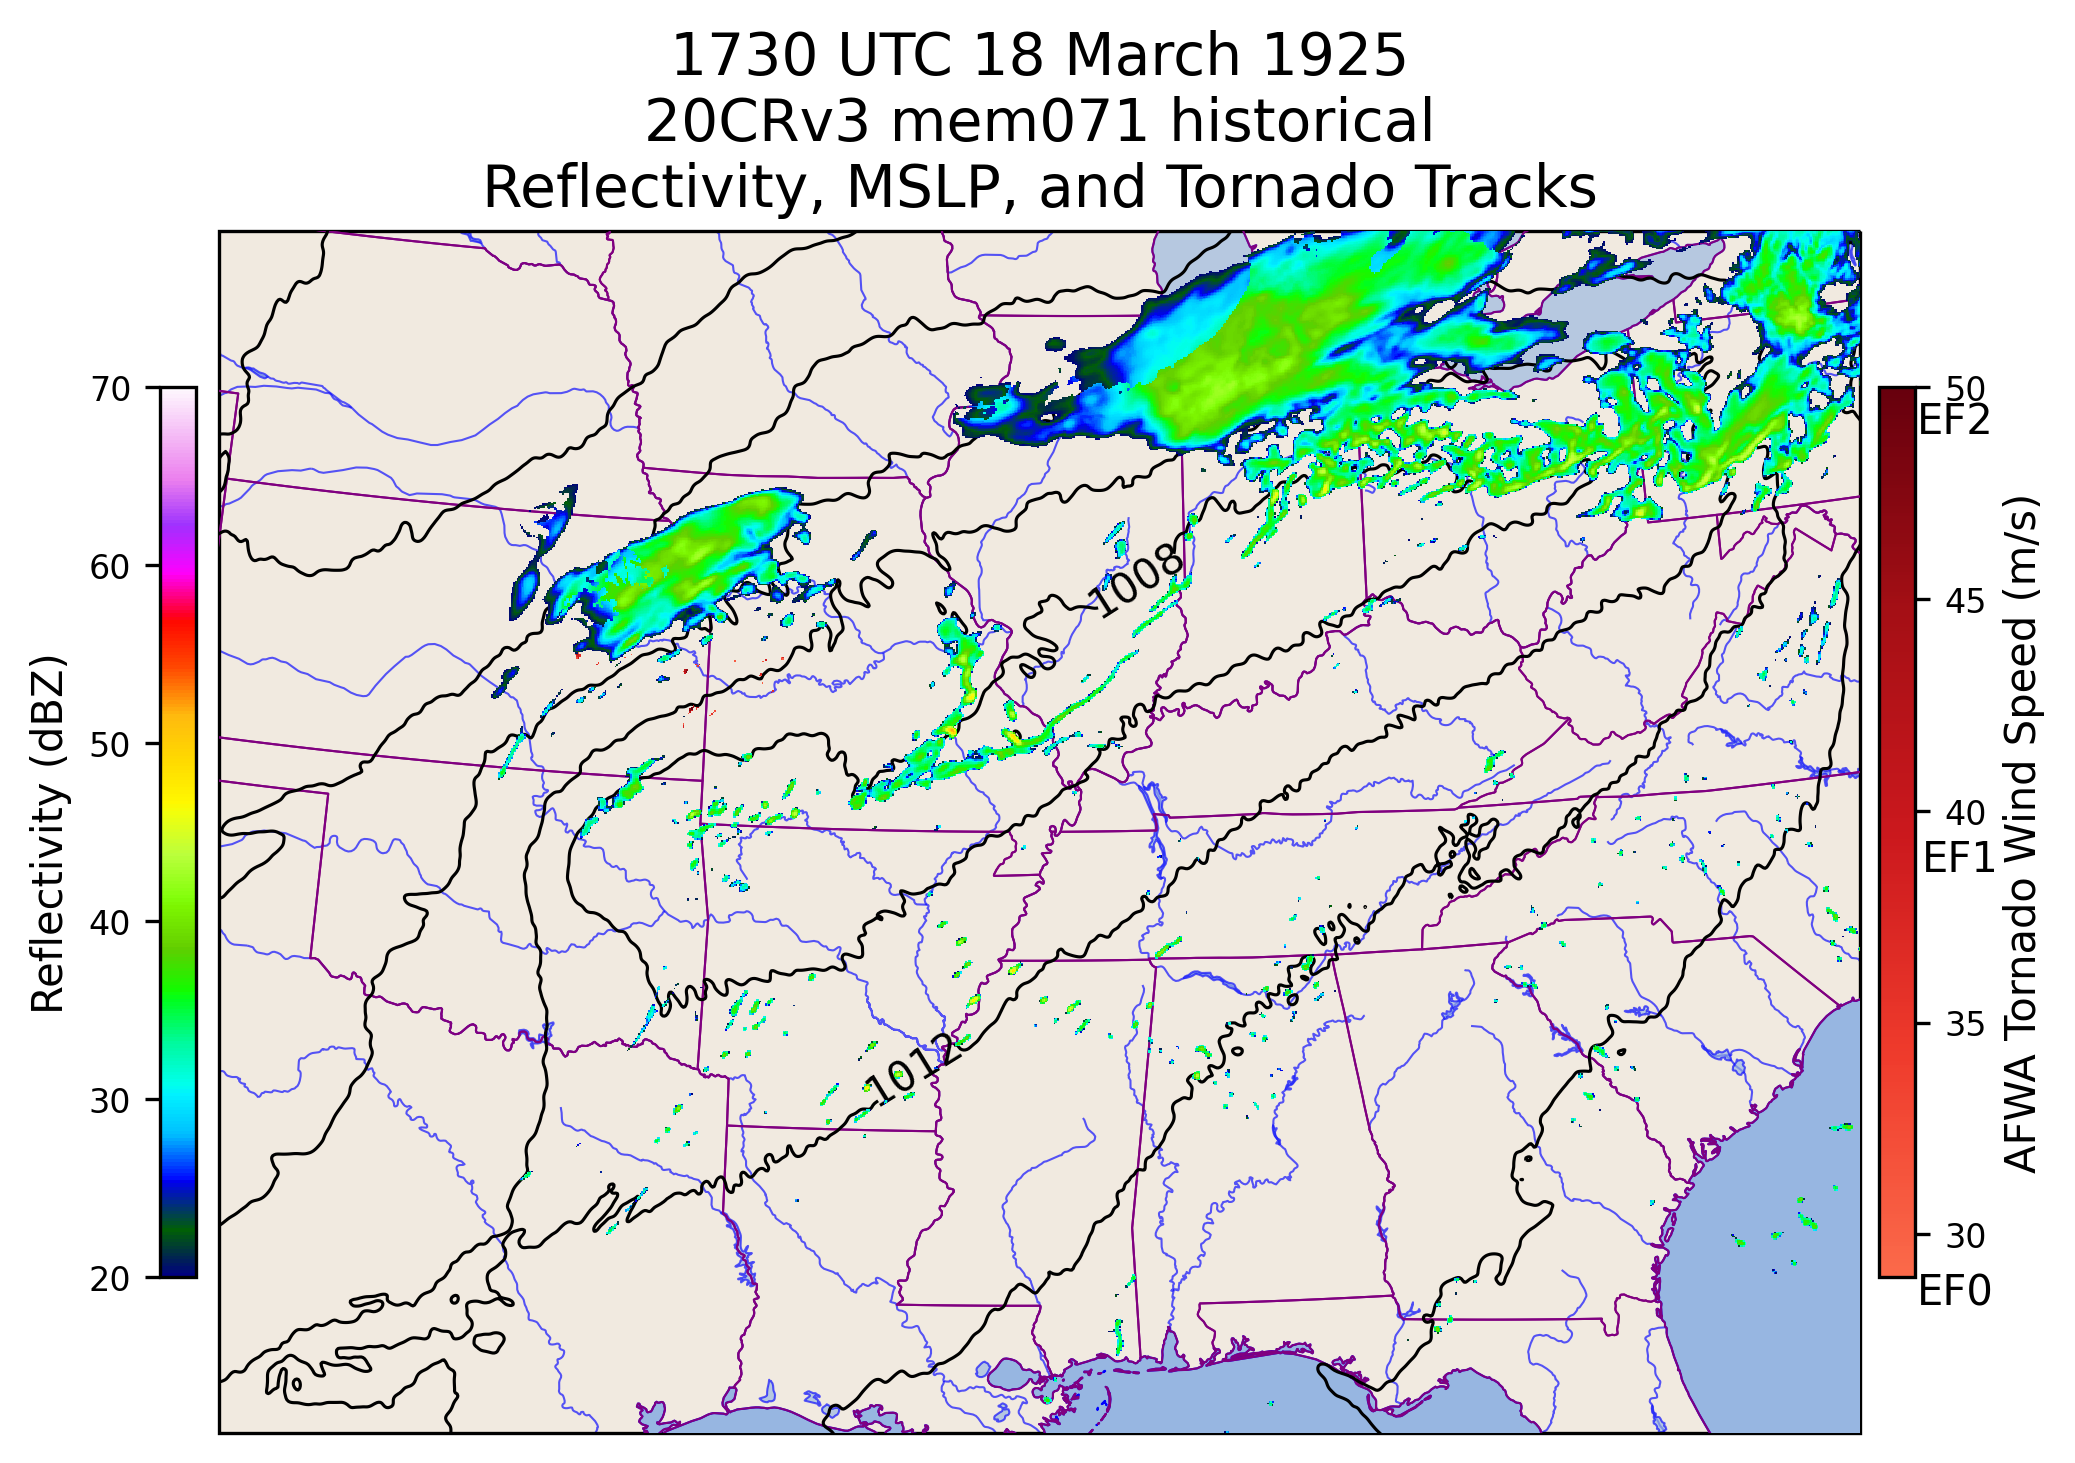 1730 UTC 18 March 1925
20CRv3 mem071 historical
Reflectivity, MSLP, and Tornado Tracks
Reflectivity (dBZ)
70
60
50
40
30
20
1008
1012
50
EF2
45
40
EF1
35
30
EF0
AFWA Tornado Wind Speed (m/s)